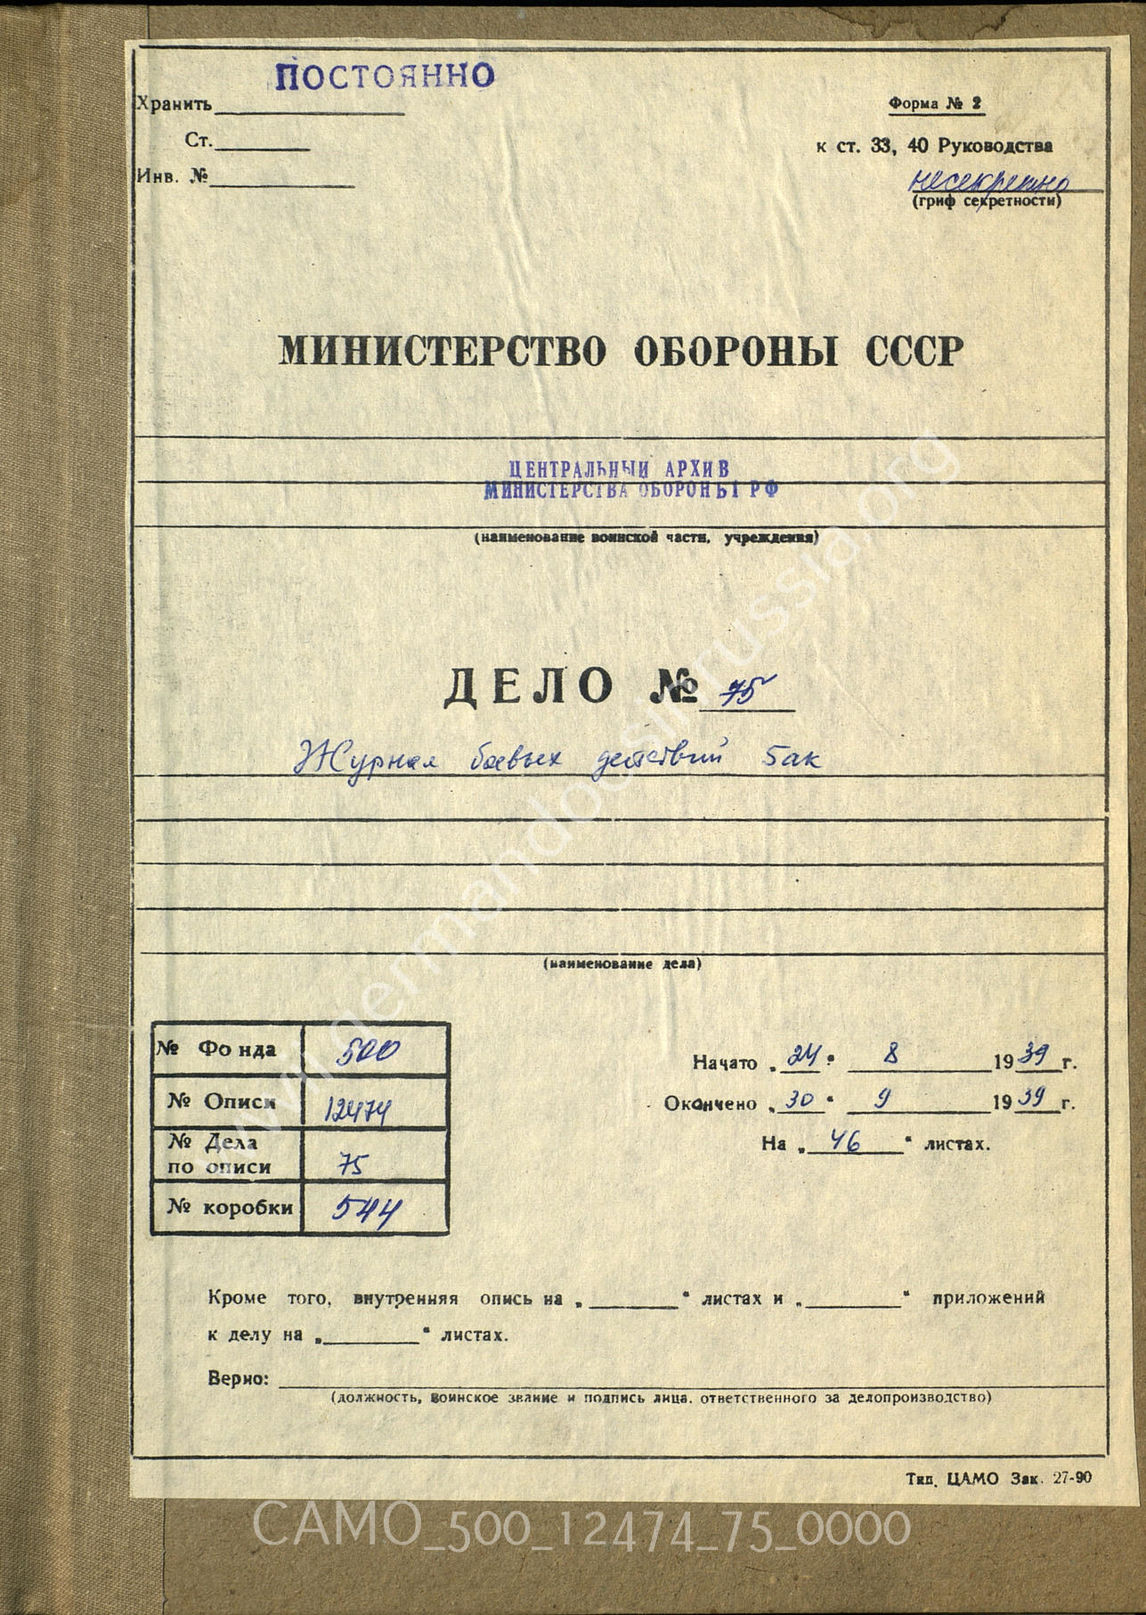 ПОСТОЯННО
Хранить
Форма № 2
Ст.
к ст. 33, 40 Руководства
Инв. №
несекретно
(гриф секретности)
МИНИСТЕРСТВО ОБОРОНЫ СССР
ЦЕНТРАЛЬНЫЙ АРХИВ
МИНИСТЕРСТВА ОБОРОНЫ РФ
(наименование воинской части, учреждения)
ДЕЛО № 75
Журнал боевых действий 5ак
(наименование дела)
№ Фонда 500
№ Описи 12474
№ Дела
по описи 75
№ коробки 544
Начато „24“ 8 1939 г.
Окончено „30“ 9 1939 г.
На „46“ листах.
Кроме того, внутренняя опись на „ “ листах и „ “ приложений
к делу на „ “ листах.
Верно:
(должность, воинское звание и подпись лица, ответственного за делопроизводство)
Тип. ЦАМО Зак. 27-90
www.germandocsinrussia.org
CAMO_500_12474_75_0000